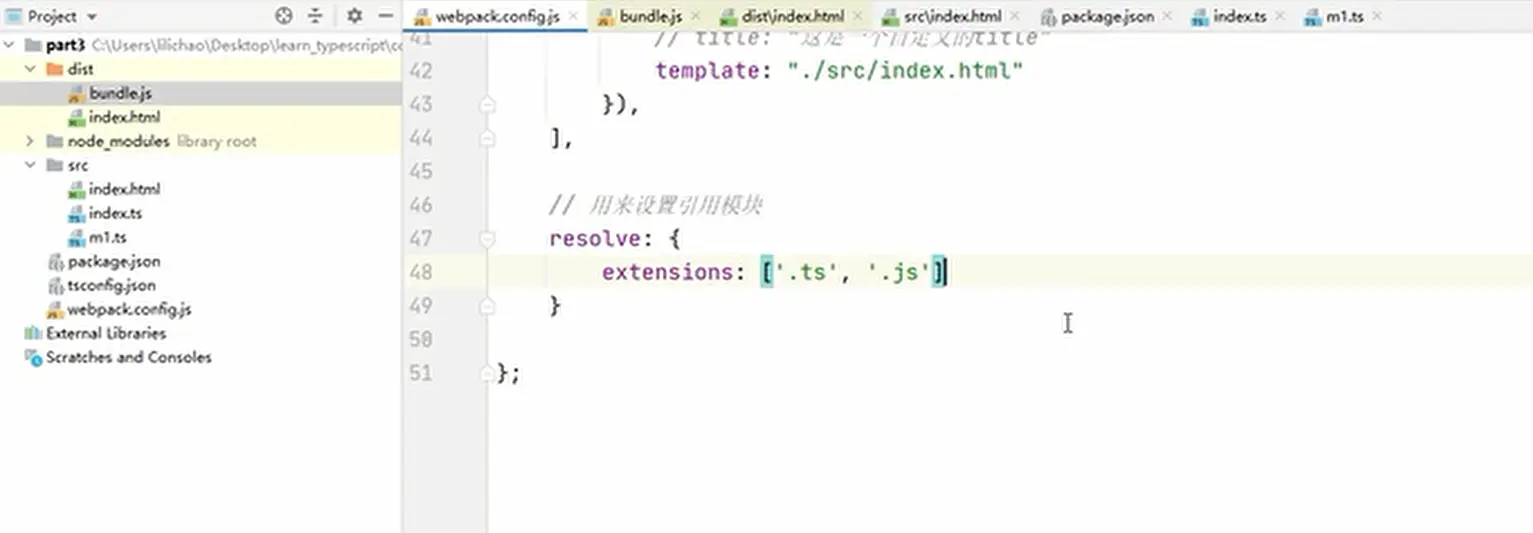 Project
webpack.config.js
bundle.js
dist\index.html
src\index.html
package.json
index.ts
m1.ts
part3 C:\Users\lilichao\Desktop\learn_typescript\cc
dist
bundle.js
index.html
node_modules library root
src
index.html
index.ts
m1.ts
package.json
tsconfig.json
webpack.config.js
External Libraries
Scratches and Consoles
41 // title: "这是一个自定义的title"
42 template: "./src/index.html"
43 }),
44 ],
45
46 // 用来设置引用模块
47 resolve: {
48 extensions: ['.ts', '.js']
49 }
50
51 };